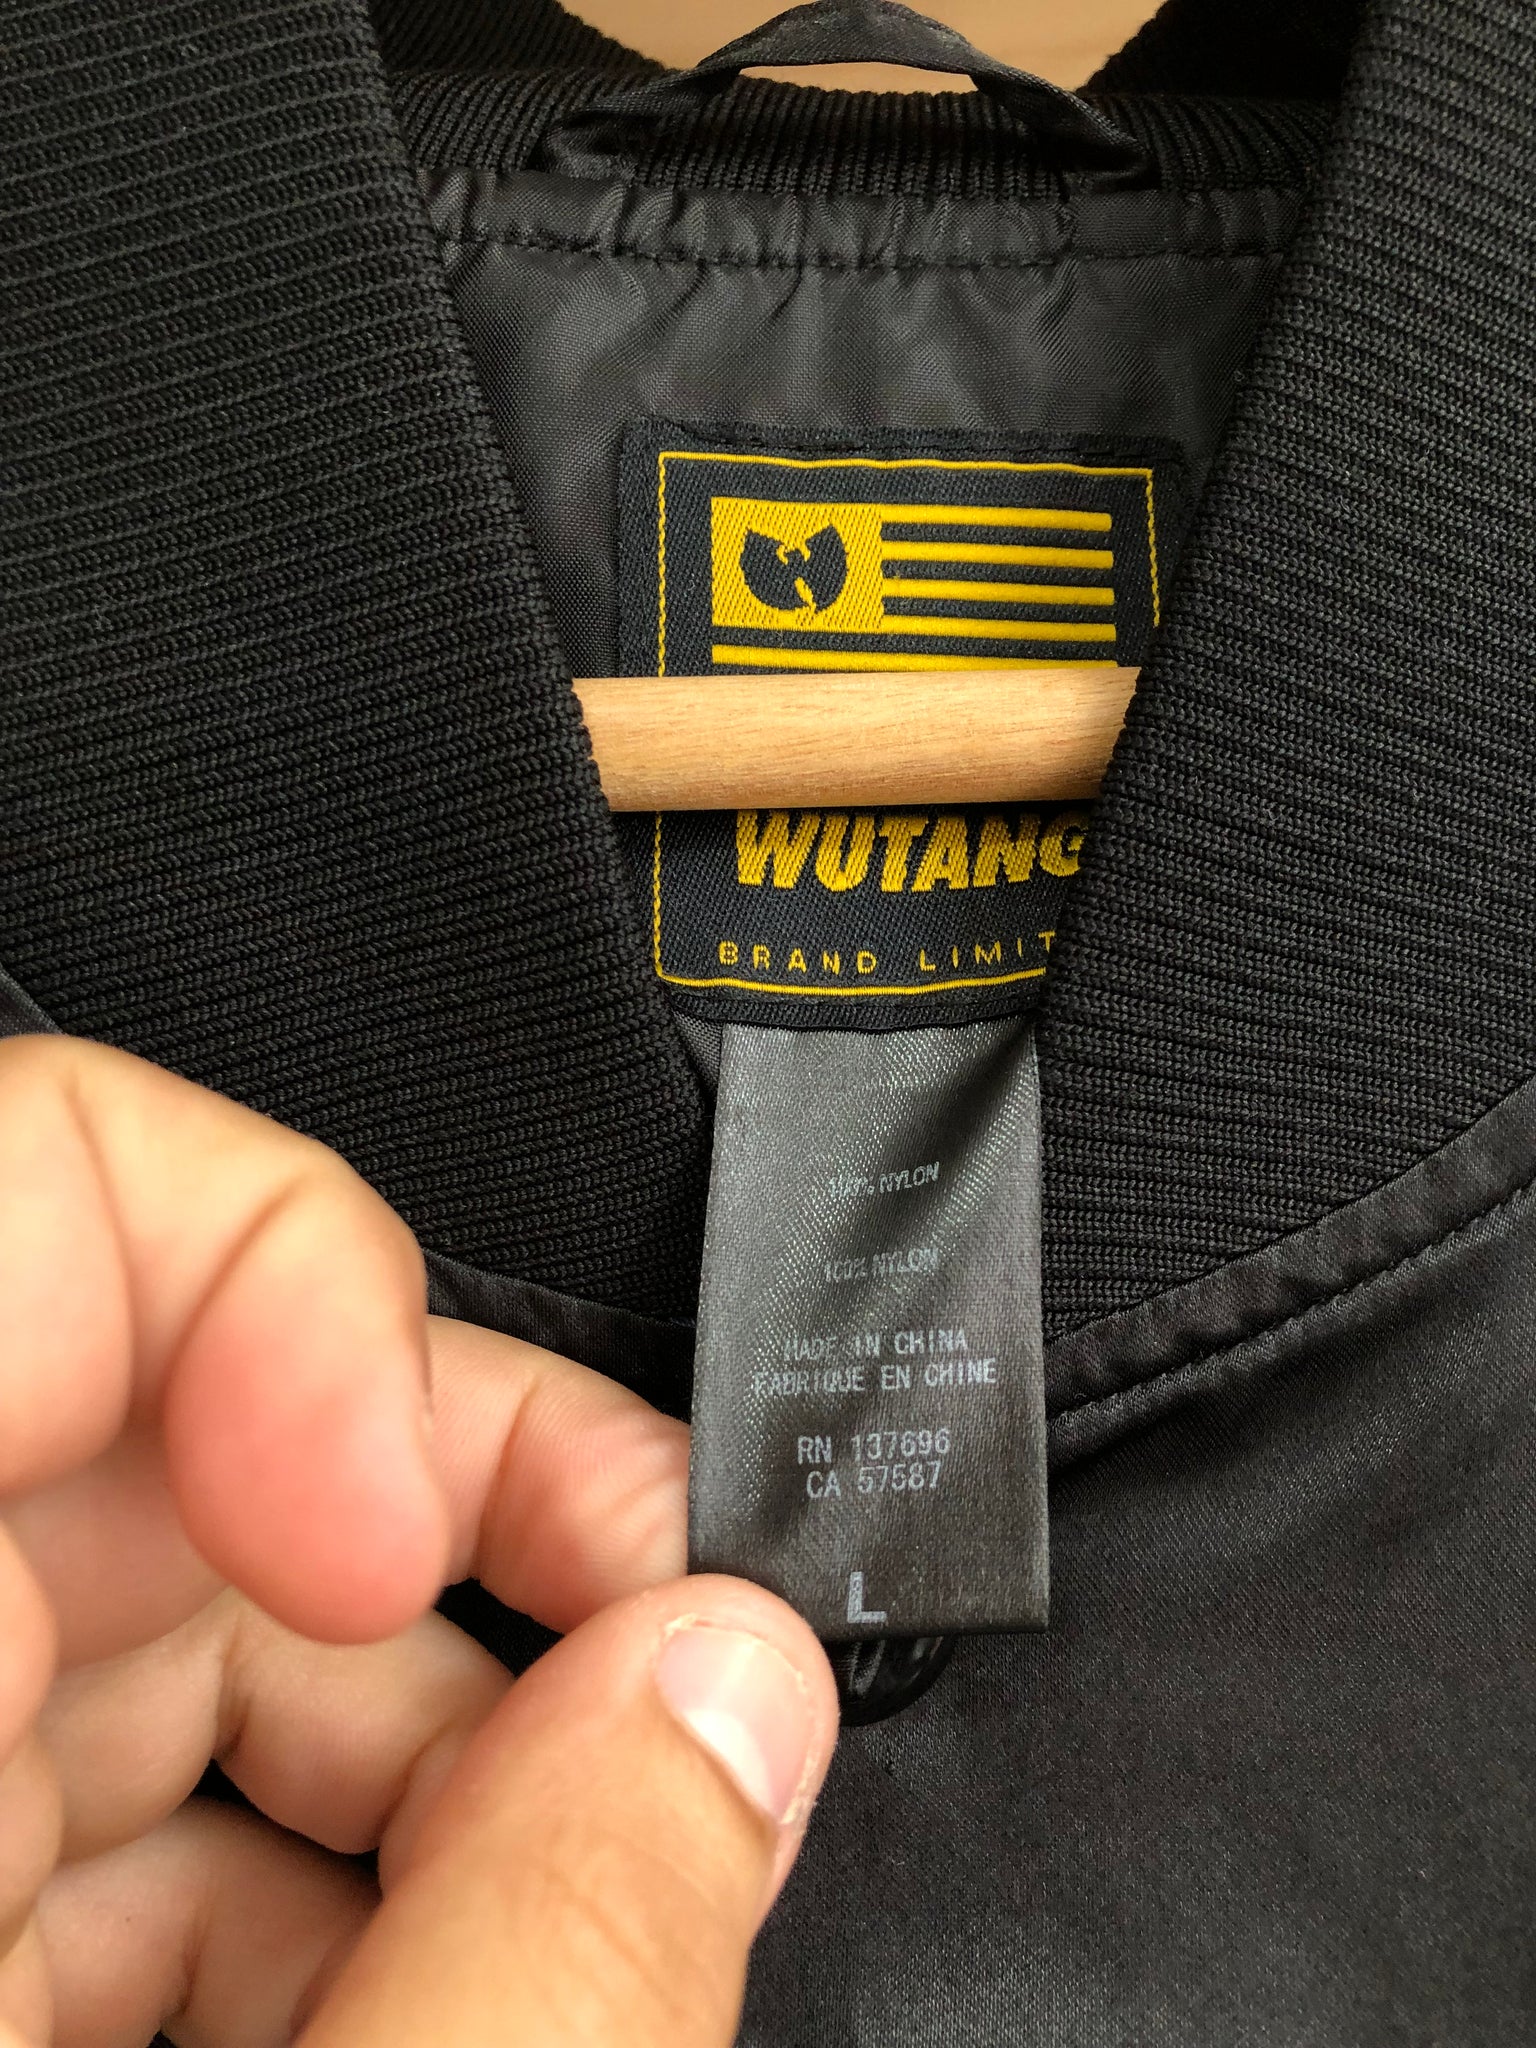 WUTANG
BRAND LIMIT
100% NYLON
100% NYLON
MADE IN CHINA
FABRIQUE EN CHINE
RN 137696
CA 57587
L